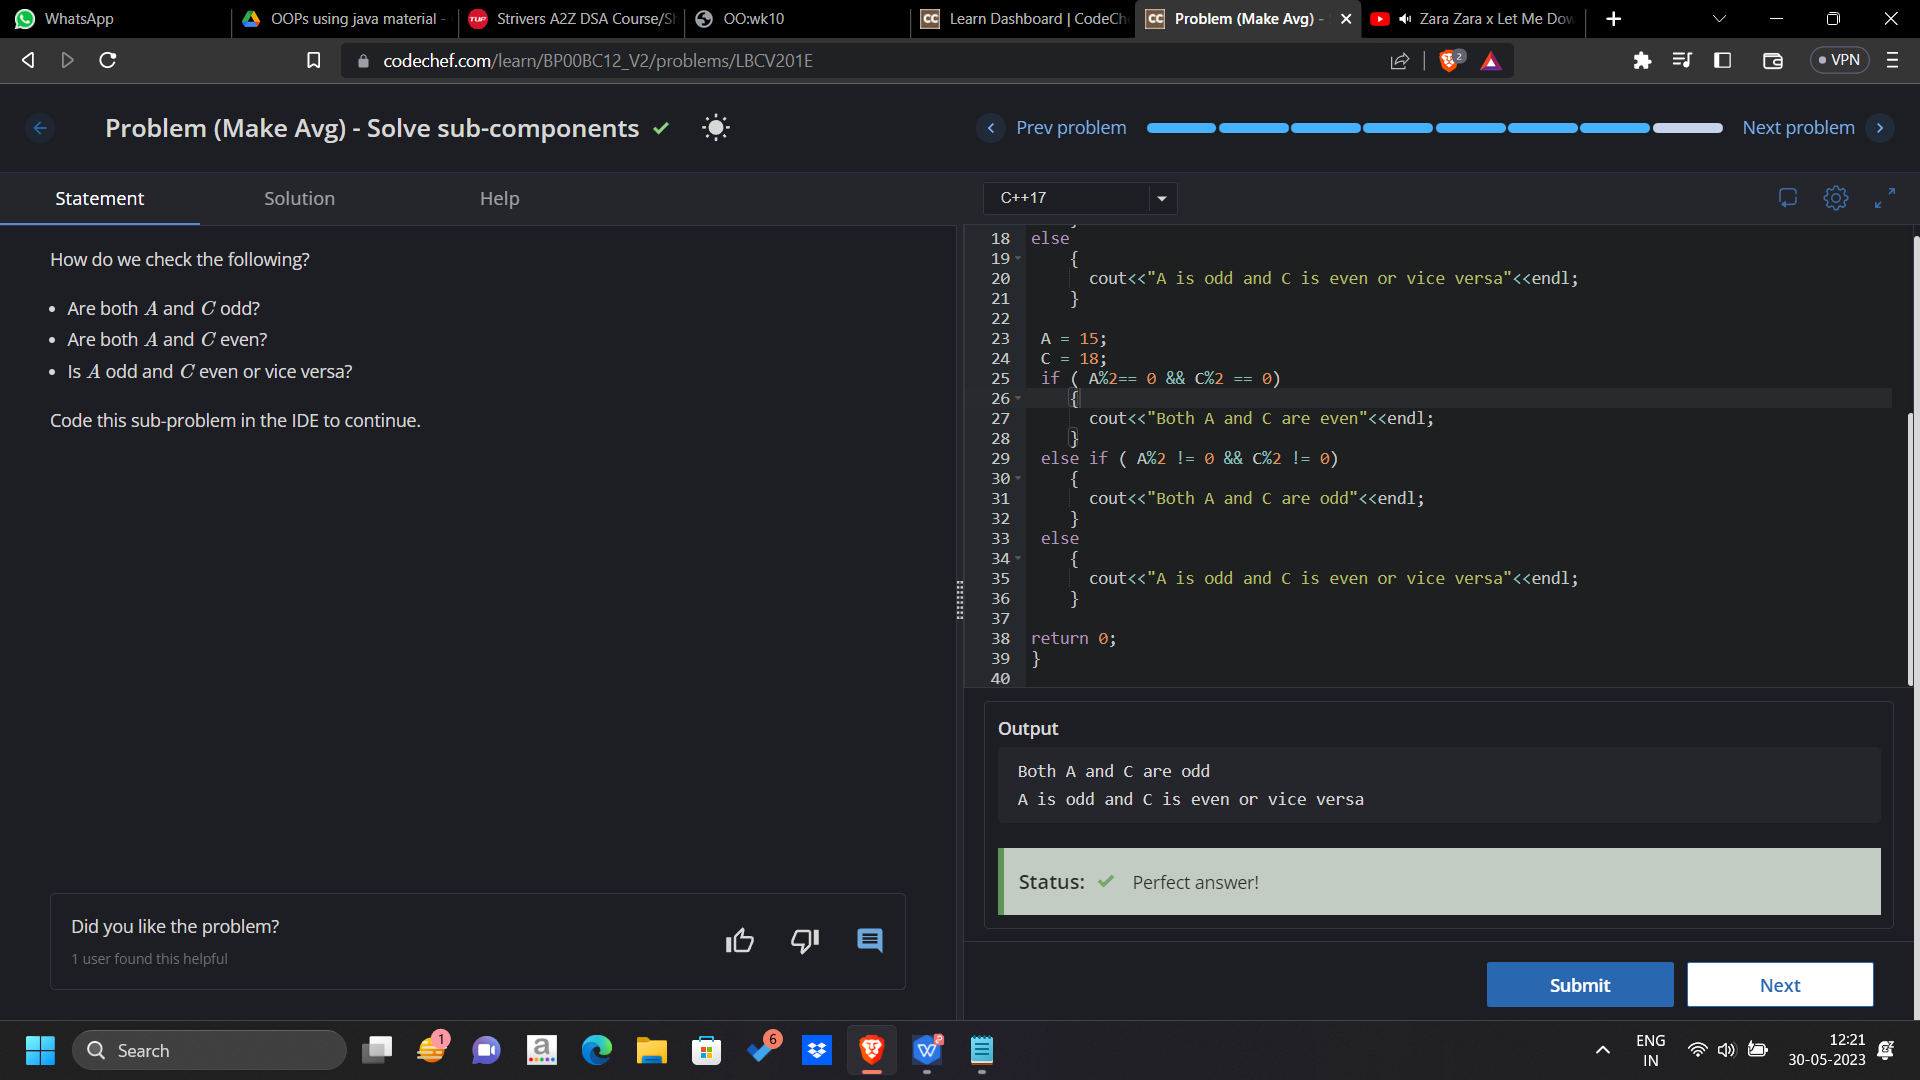 WhatsApp
OOPs using java material -
Strivers A2Z DSA Course/Sh
OO:wk10
Learn Dashboard | CodeCh
Problem (Make Avg) -
Zara Zara x Let Me Dow
codechef.com/learn/BP00BC12_V2/problems/LBCV201E
2
VPN
Problem (Make Avg) - Solve sub-components
Prev problem
Next problem
Statement
Solution
Help
C++17
How do we check the following?
• Are both A and C odd?
• Are both A and C even?
• Is A odd and C even or vice versa?
Code this sub-problem in the IDE to continue.
18 else
19 {
20 cout<<"A is odd and C is even or vice versa"<<endl;
21 }
22
23 A = 15;
24 C = 18;
25 if ( A%2== 0 && C%2 == 0)
26 {
27 cout<<"Both A and C are even"<<endl;
28 }
29 else if ( A%2 != 0 && C%2 != 0)
30 {
31 cout<<"Both A and C are odd"<<endl;
32 }
33 else
34 {
35 cout<<"A is odd and C is even or vice versa"<<endl;
36 }
37
38 return 0;
39 }
40
Output
Both A and C are odd
A is odd and C is even or vice versa
Status: Perfect answer!
Did you like the problem?
1 user found this helpful
Submit
Next
Search
1
6
ENG
IN
12:21
30-05-2023